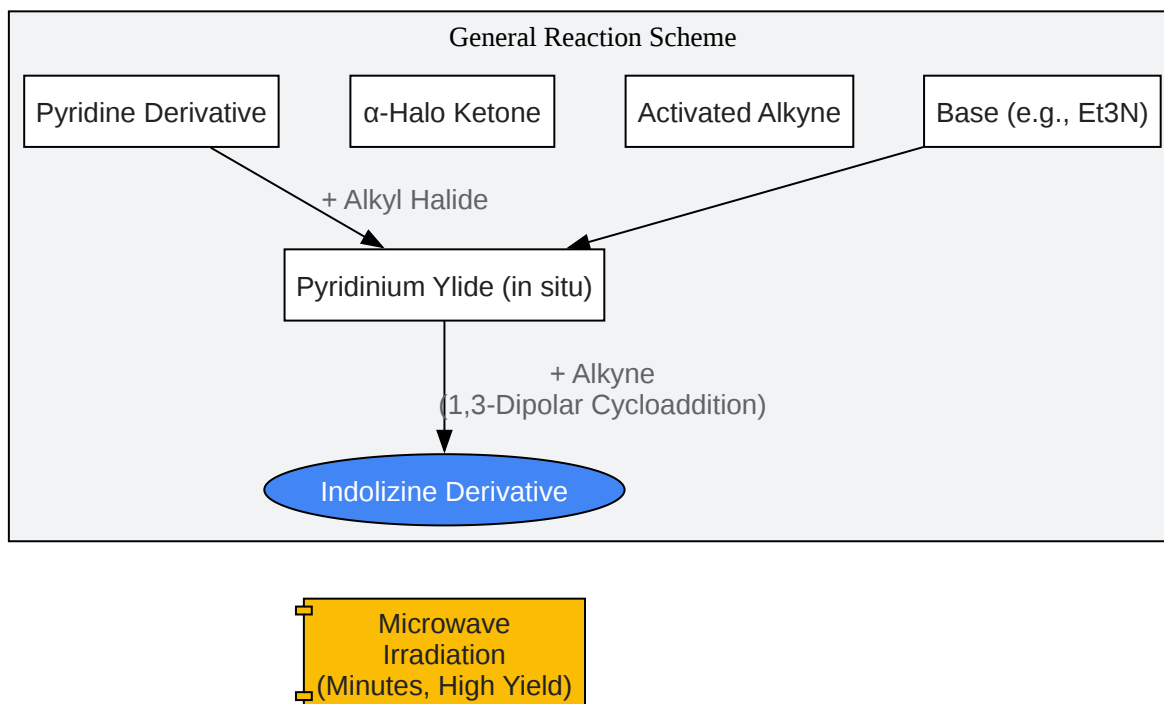 General Reaction Scheme
Pyridine Derivative
α-Halo Ketone
Activated Alkyne
Base (e.g., Et3N)
+ Alkyl Halide
Pyridinium Ylide (in situ)
+ Alkyne
(1,3-Dipolar Cycloaddition)
Indolizine Derivative
Microwave
Irradiation
(Minutes, High Yield)